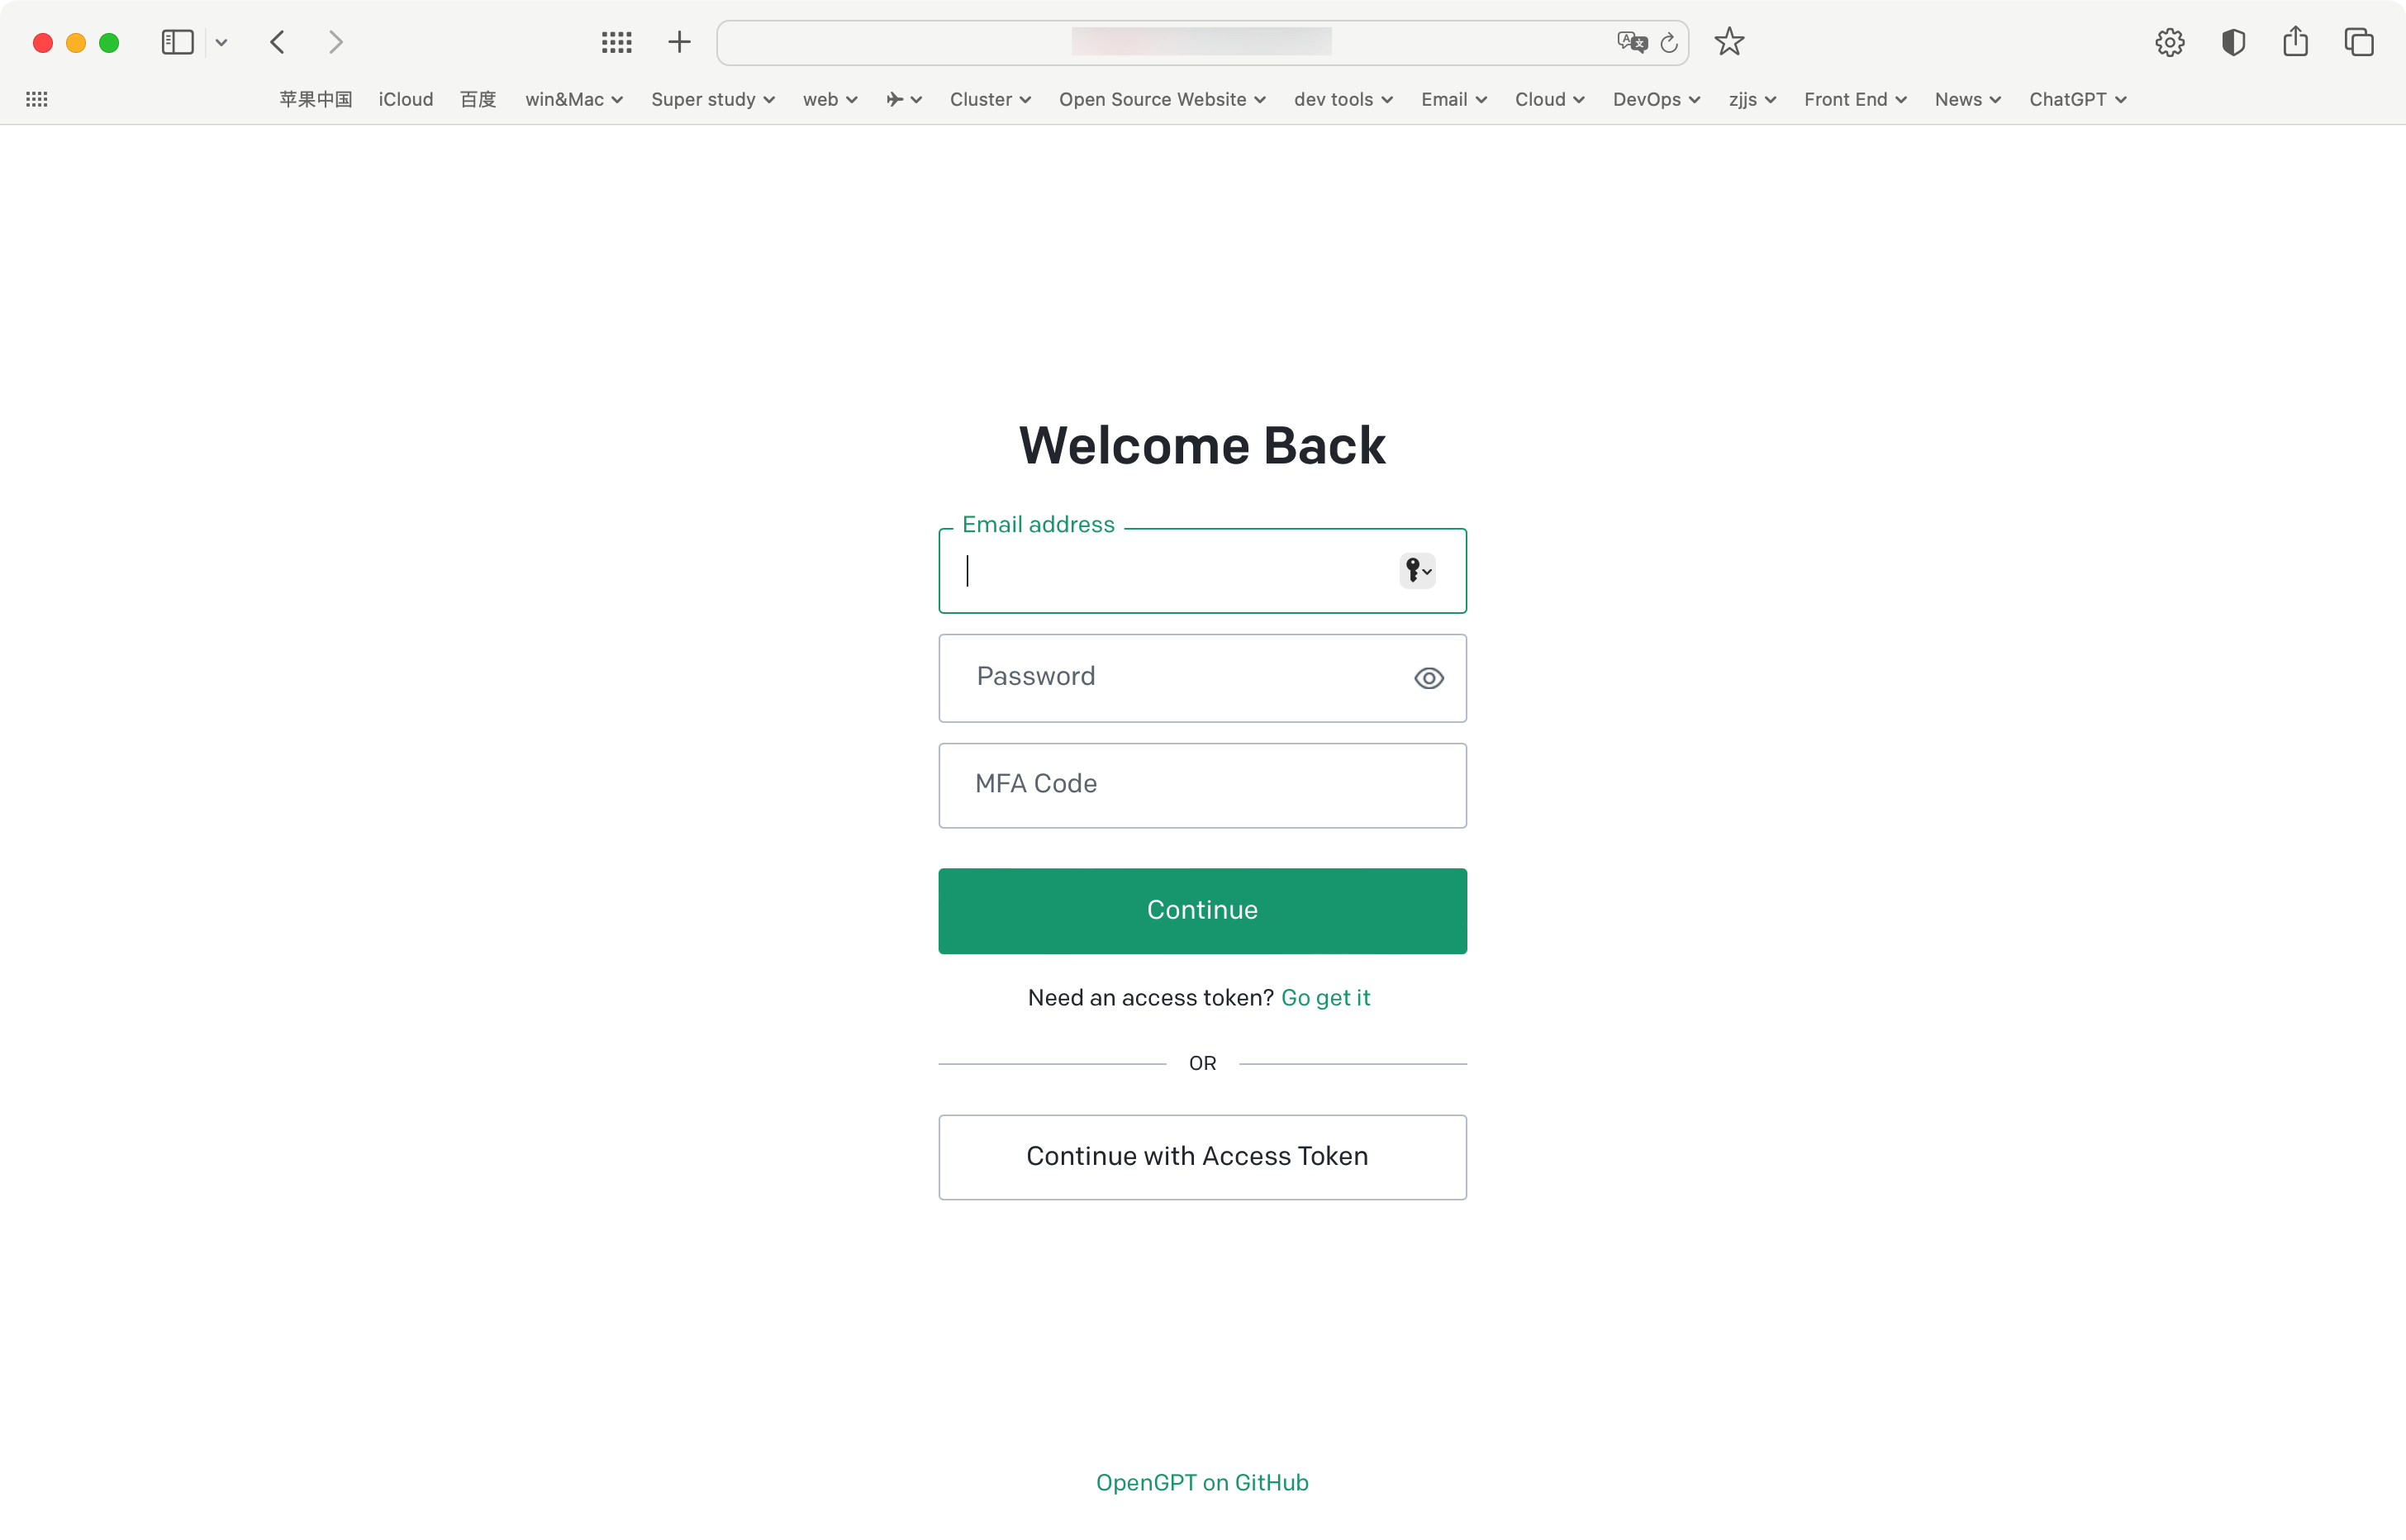 苹果中国 iCloud 百度 win&Mac Super study web Cluster Open Source Website dev tools Email Cloud DevOps zjjs Front End News ChatGPT
Welcome Back
Email address
Password
MFA Code
Continue
Need an access token? Go get it
OR
Continue with Access Token
OpenGPT on GitHub